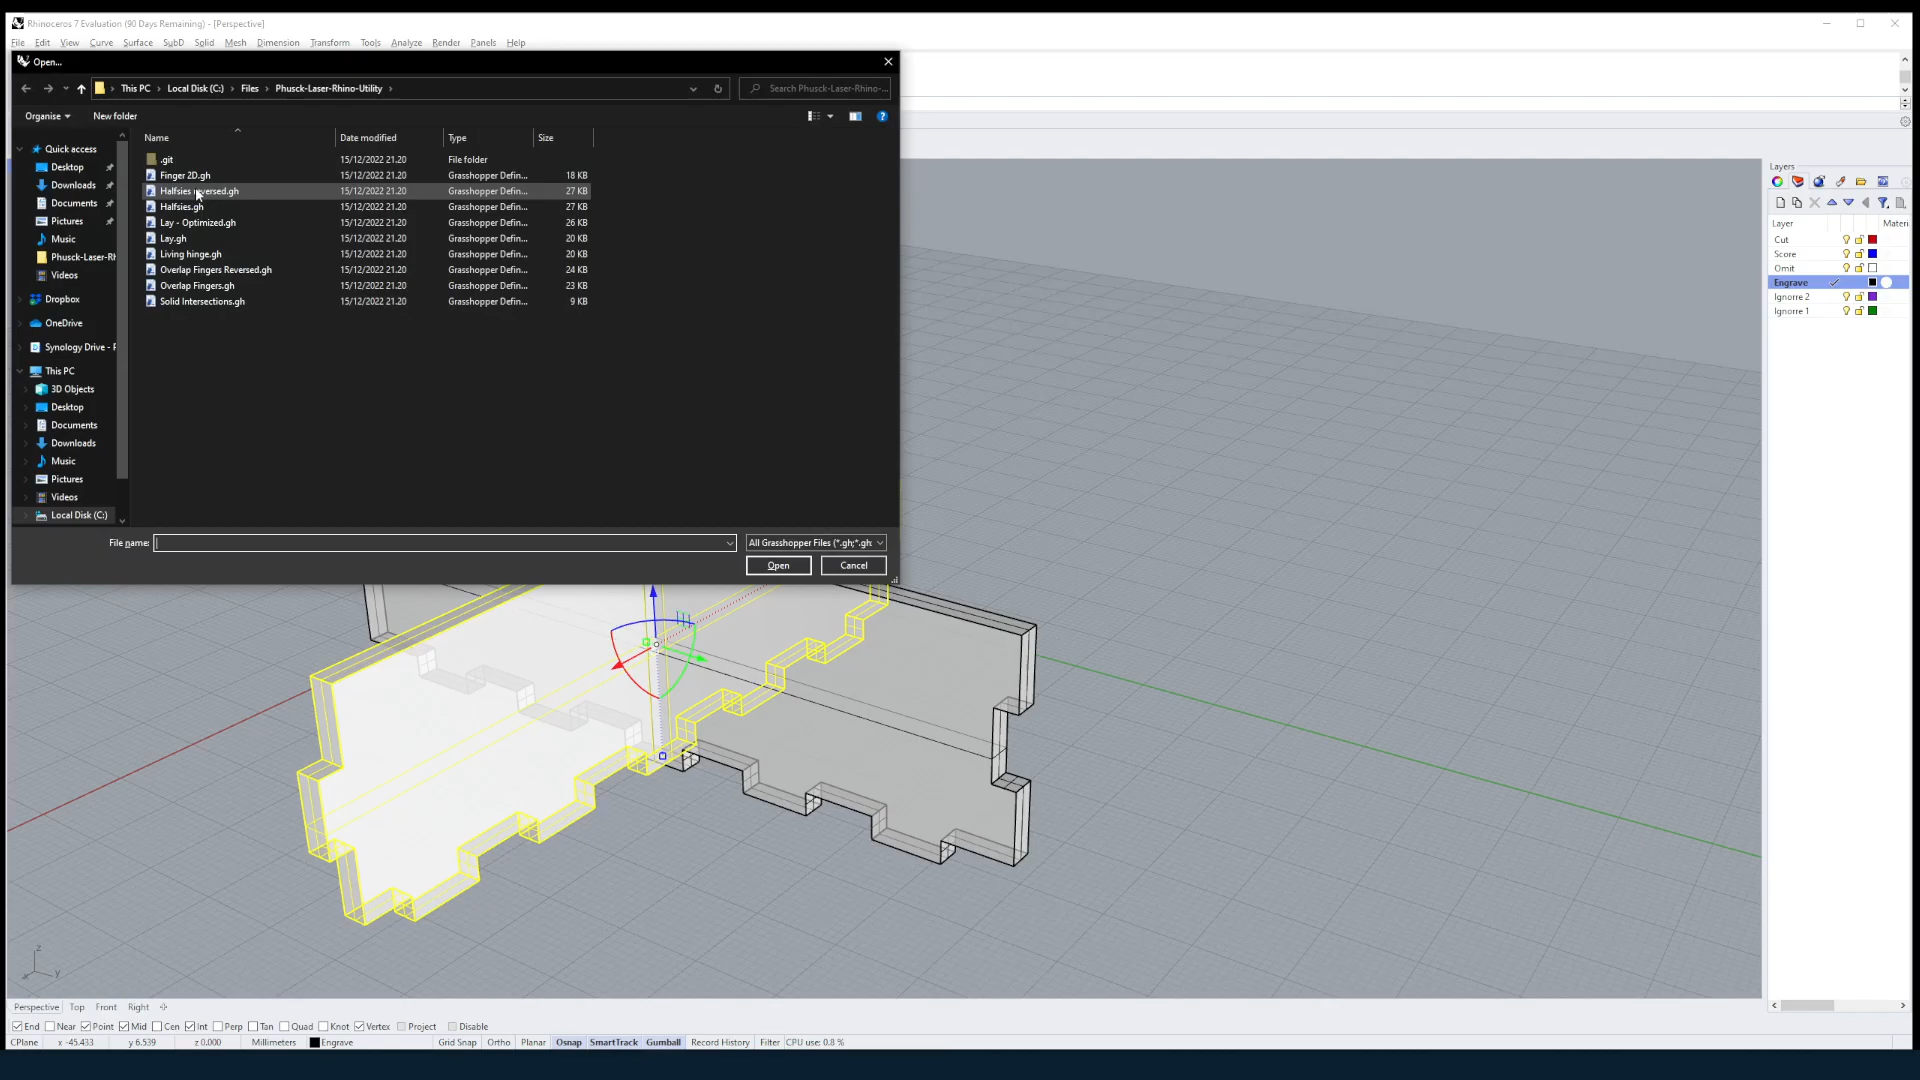 Rhinoceros 7 Evaluation (90 Days Remaining) - [Perspective]
File Edit View Curve Surface SubD Solid Mesh Dimension Transform Tools Analyze Render Panels Help
Open...
This PC > Local Disk (C:) > Files > Phusck-Laser-Rhino-Utility >
Search Phusck-Laser-Rhino-...
Organise New folder
Name Date modified Type Size
.git 15/12/2022 21.20 File folder
Finger 2D.gh 15/12/2022 21.20 Grasshopper Defin... 18 KB
Halfsies reversed.gh 15/12/2022 21.20 Grasshopper Defin... 27 KB
Halfsies.gh 15/12/2022 21.20 Grasshopper Defin... 27 KB
Lay - Optimized.gh 15/12/2022 21.20 Grasshopper Defin... 26 KB
Lay.gh 15/12/2022 21.20 Grasshopper Defin... 20 KB
Living hinge.gh 15/12/2022 21.20 Grasshopper Defin... 20 KB
Overlap Fingers Reversed.gh 15/12/2022 21.20 Grasshopper Defin... 24 KB
Overlap Fingers.gh 15/12/2022 21.20 Grasshopper Defin... 23 KB
Solid Intersections.gh 15/12/2022 21.20 Grasshopper Defin... 9 KB
Quick access
Desktop
Downloads
Documents
Pictures
Music
Phusck-Laser-Rh
Videos
Dropbox
OneDrive
Synology Drive -
This PC
3D Objects
Desktop
Documents
Downloads
Music
Pictures
Videos
Local Disk (C:)
File name: All Grasshopper Files (*.gh;*.gh
Open Cancel
Layers
Layer Materi
Cut
Score
Omit
Engrave
Ignorre 2
Ignorre 1
z
x y
Perspective Top Front Right
End Near Point Mid Cen Int Perp Tan Quad Knot Vertex Project Disable
CPlane x -45.433 y 6.539 z 0.000 Millimeters Engrave Grid Snap Ortho Planar Osnap SmartTrack Gumball Record History Filter CPU use: 0.8 %